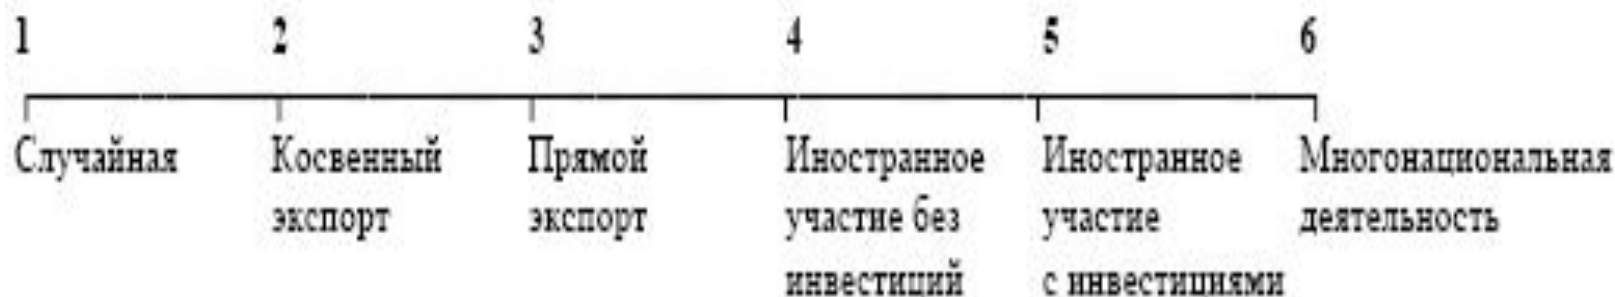 1 2 3 4 5 6
Случайная Косвенный Прямой Иностранное Иностранное Многонациональная
экспорт экспорт участие без участие деятельность
инвестиций с инвестициями